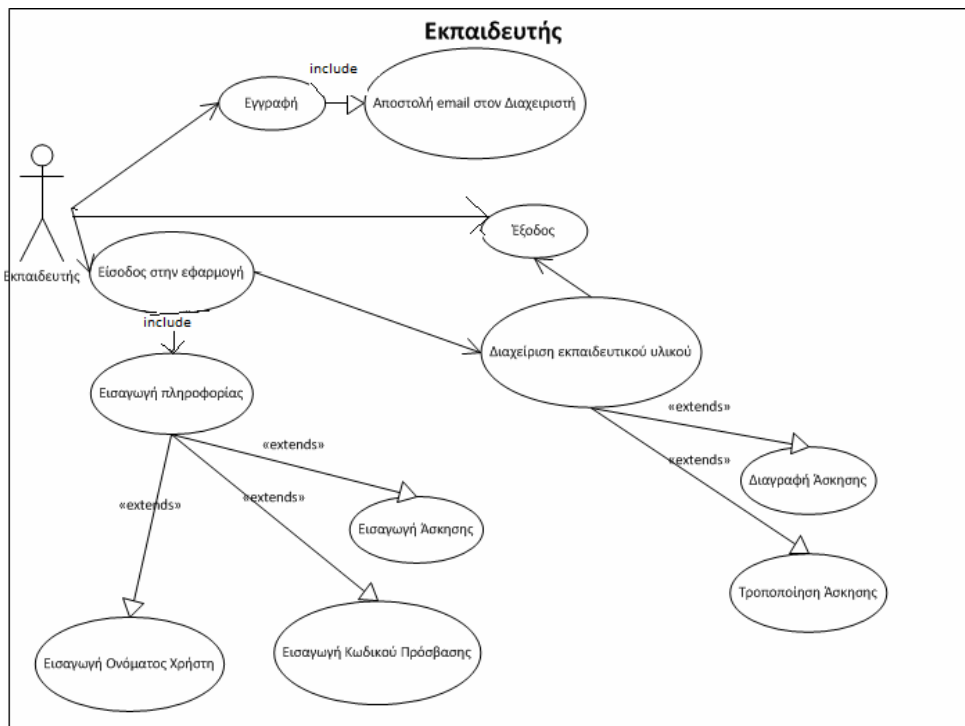 Εκπαιδευτής
include
Εγγραφή
Αποστολή email στον Διαχειριστή
Έξοδος
Εκπαιδευτής
Είσοδος στην εφαρμογή
include
Διαχείριση εκπαιδευτικού υλικού
Εισαγωγή πληροφορίας
«extends»
«extends»
«extends»
«extends»
«extends»
Διαγραφή Άσκησης
Εισαγωγή Άσκησης
Τροποποίηση Άσκησης
Εισαγωγή Ονόματος Χρήστη
Εισαγωγή Κωδικού Πρόσβασης